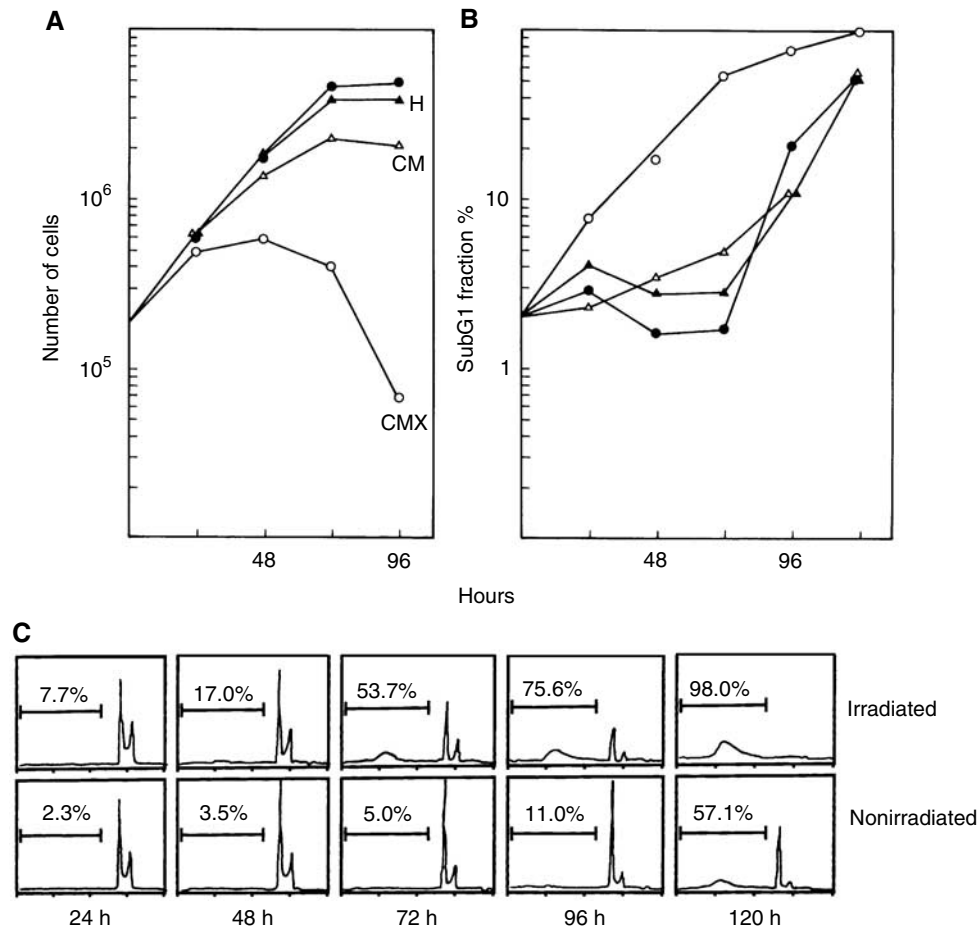 A
B
Number of cells
10^6
10^5
H
CM
CMX
48
96
SubG1 fraction %
10
1
48
96
Hours
C
7.7%
17.0%
53.7%
75.6%
98.0%
Irradiated
2.3%
3.5%
5.0%
11.0%
57.1%
Nonirradiated
24 h
48 h
72 h
96 h
120 h